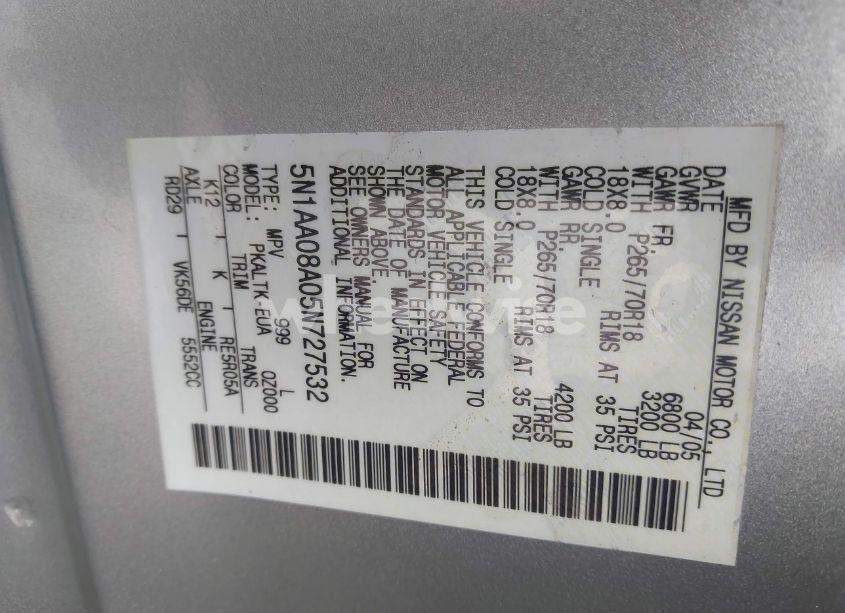 MFD BY NISSAN MOTOR CO., LTD
DATE 04/05
GVWR 6800 LB
GAWR FR. 3200 LB
WITH P265/70R18 TIRES
18X8.0 RIMS AT 35 PSI
COLD SINGLE
GAWR RR. 4200 LB
WITH P265/70R18 TIRES
18X8.0 RIMS AT 35 PSI
COLD SINGLE
THIS VEHICLE CONFORMS TO
ALL APPLICABLE FEDERAL
MOTOR VEHICLE SAFETY
STANDARDS IN EFFECT ON
THE DATE OF MANUFACTURE
SHOWN ABOVE.
SEE OWNERS MANUAL FOR
ADDITIONAL INFORMATION.
5N1AA08A05N727532
TYPE: MPV 999 L
MODEL: PKALTK-EUA 0Z000
COLOR TRIM TRANS
K12 K RE5R05A
AXLE ENGINE
RD29 VK56DE 5552CC